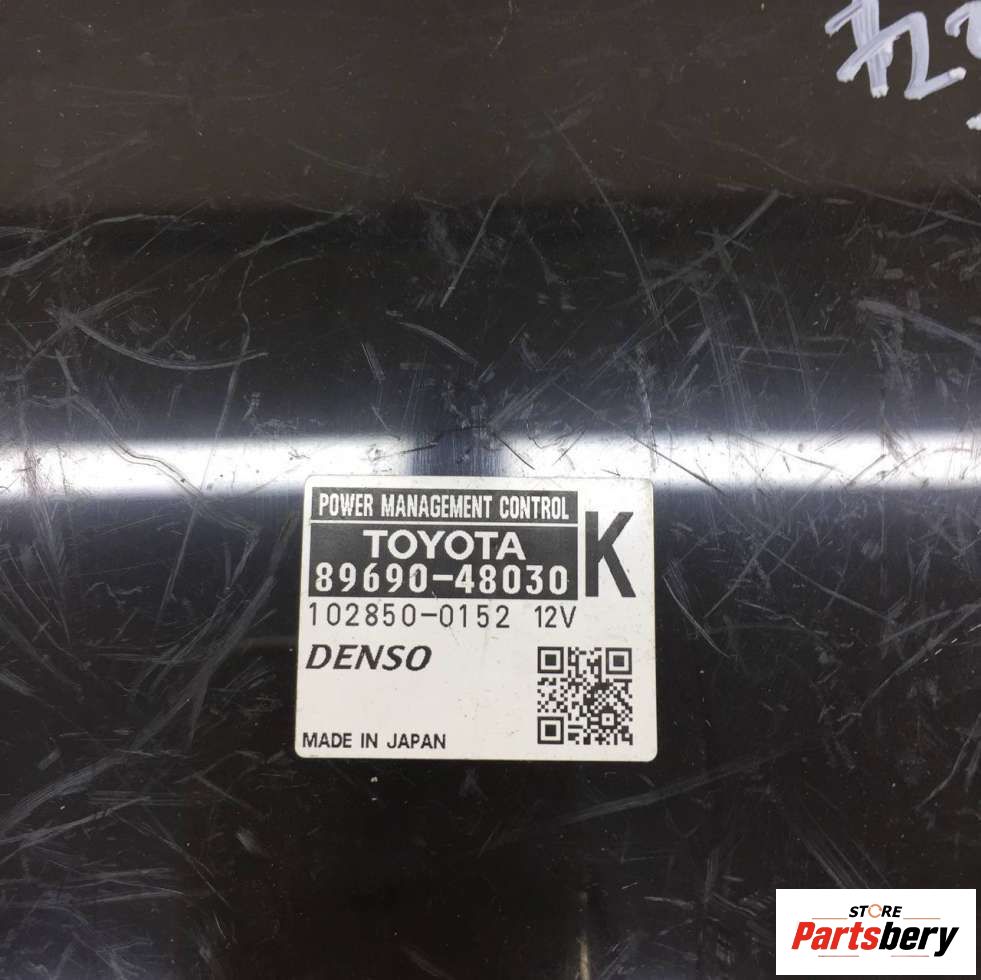 POWER MANAGEMENT CONTROL
TOYOTA
89690-48030
K
102850-0152 12V
DENSO
MADE IN JAPAN
STORE
Partsbery